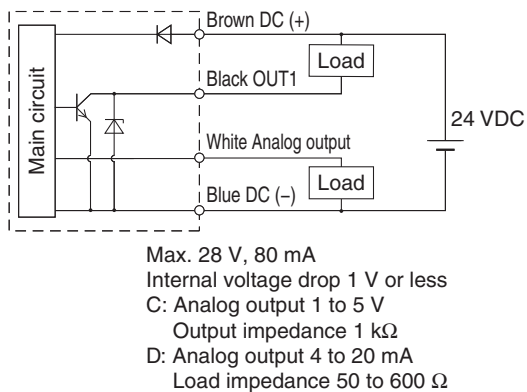 Brown DC (+)
Load
Black OUT1
Main circuit
24 VDC
White Analog output
Load
Blue DC (−)
Max. 28 V, 80 mA
Internal voltage drop 1 V or less
C: Analog output 1 to 5 V
Output impedance 1 kΩ
D: Analog output 4 to 20 mA
Load impedance 50 to 600 Ω